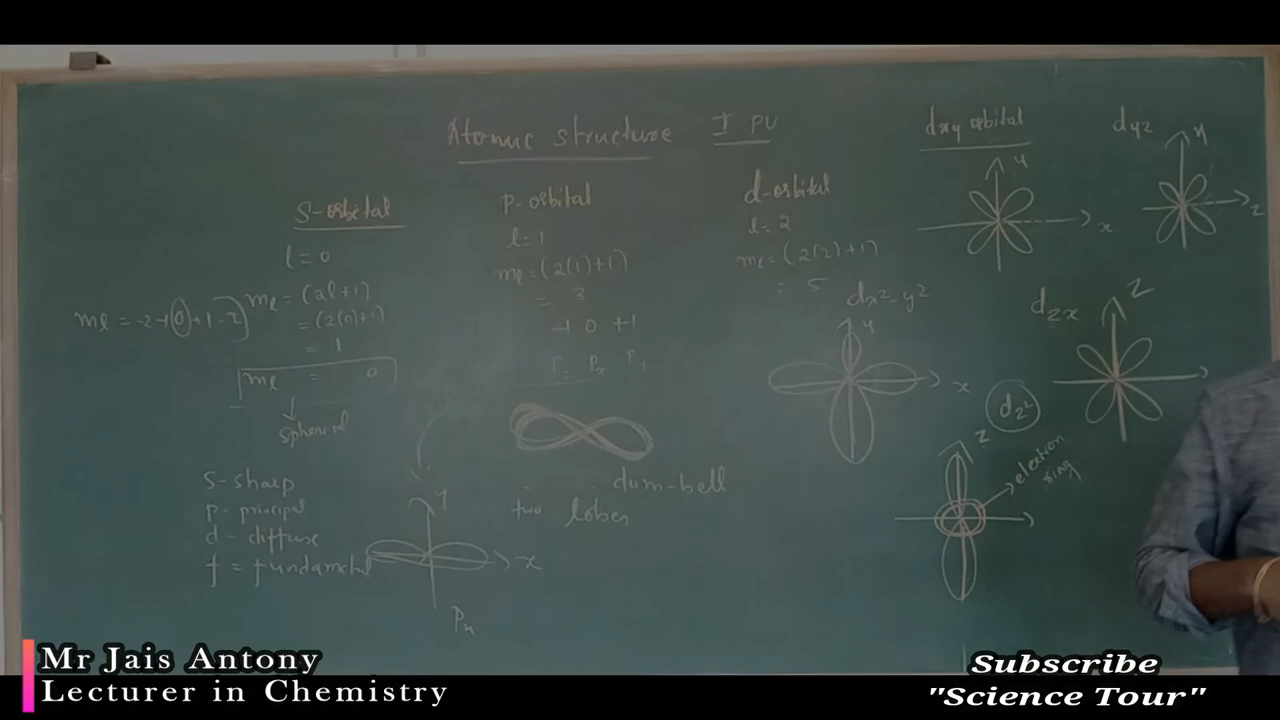 Atomic structure I PU
s-orbital
l = 0
ml = -2 -1 0 +1 -2
ml = (2l+1)
= (2(0)+1)
= 1
ml = 0
spherical
s - sharp
p - principal
d - diffuse
f = fundametal
p-orbital
l = 1
ml = (2(1)+1)
= 3
-1 0 +1
dum-bell
two lobes
y
x
Px
d-orbital
l = 2
ml = (2(2)+1)
= 5
dx²-y²
y
x
dxy orbital
y
x
dyz
y
z
dzx
z
dz²
z
electron
ring
Mr Jais Antony
Lecturer in Chemistry
Subscribe
"Science Tour"